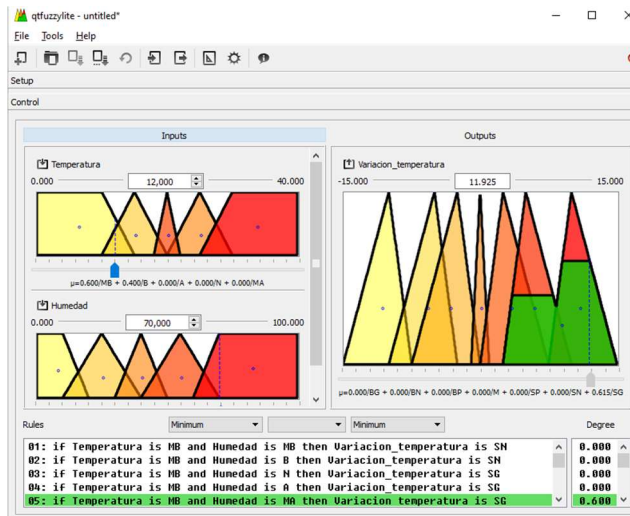 qtfuzzylite - untitled*
File Tools Help
Setup
Control
Inputs
Outputs
Temperatura
0.000 12,000 40.000
μ=0.600/MB + 0.400/B + 0.000/A + 0.000/N + 0.000/MA
Humedad
0.000 70,000 100.000
Variacion_temperatura
-15.000 11.925 15.000
μ=0.000/BG + 0.000/BN + 0.000/BP + 0.000/M + 0.000/SP + 0.000/SN + 0.615/SG
Rules Minimum Minimum Degree
01: if Temperatura is MB and Humedad is MB then Variacion_temperatura is SN 0.000
02: if Temperatura is MB and Humedad is B then Variacion_temperatura is SN 0.000
03: if Temperatura is MB and Humedad is N then Variacion_temperatura is SG 0.000
04: if Temperatura is MB and Humedad is A then Variacion_temperatura is SG 0.000
05: if Temperatura is MB and Humedad is MA then Variacion_temperatura is SG 0.600